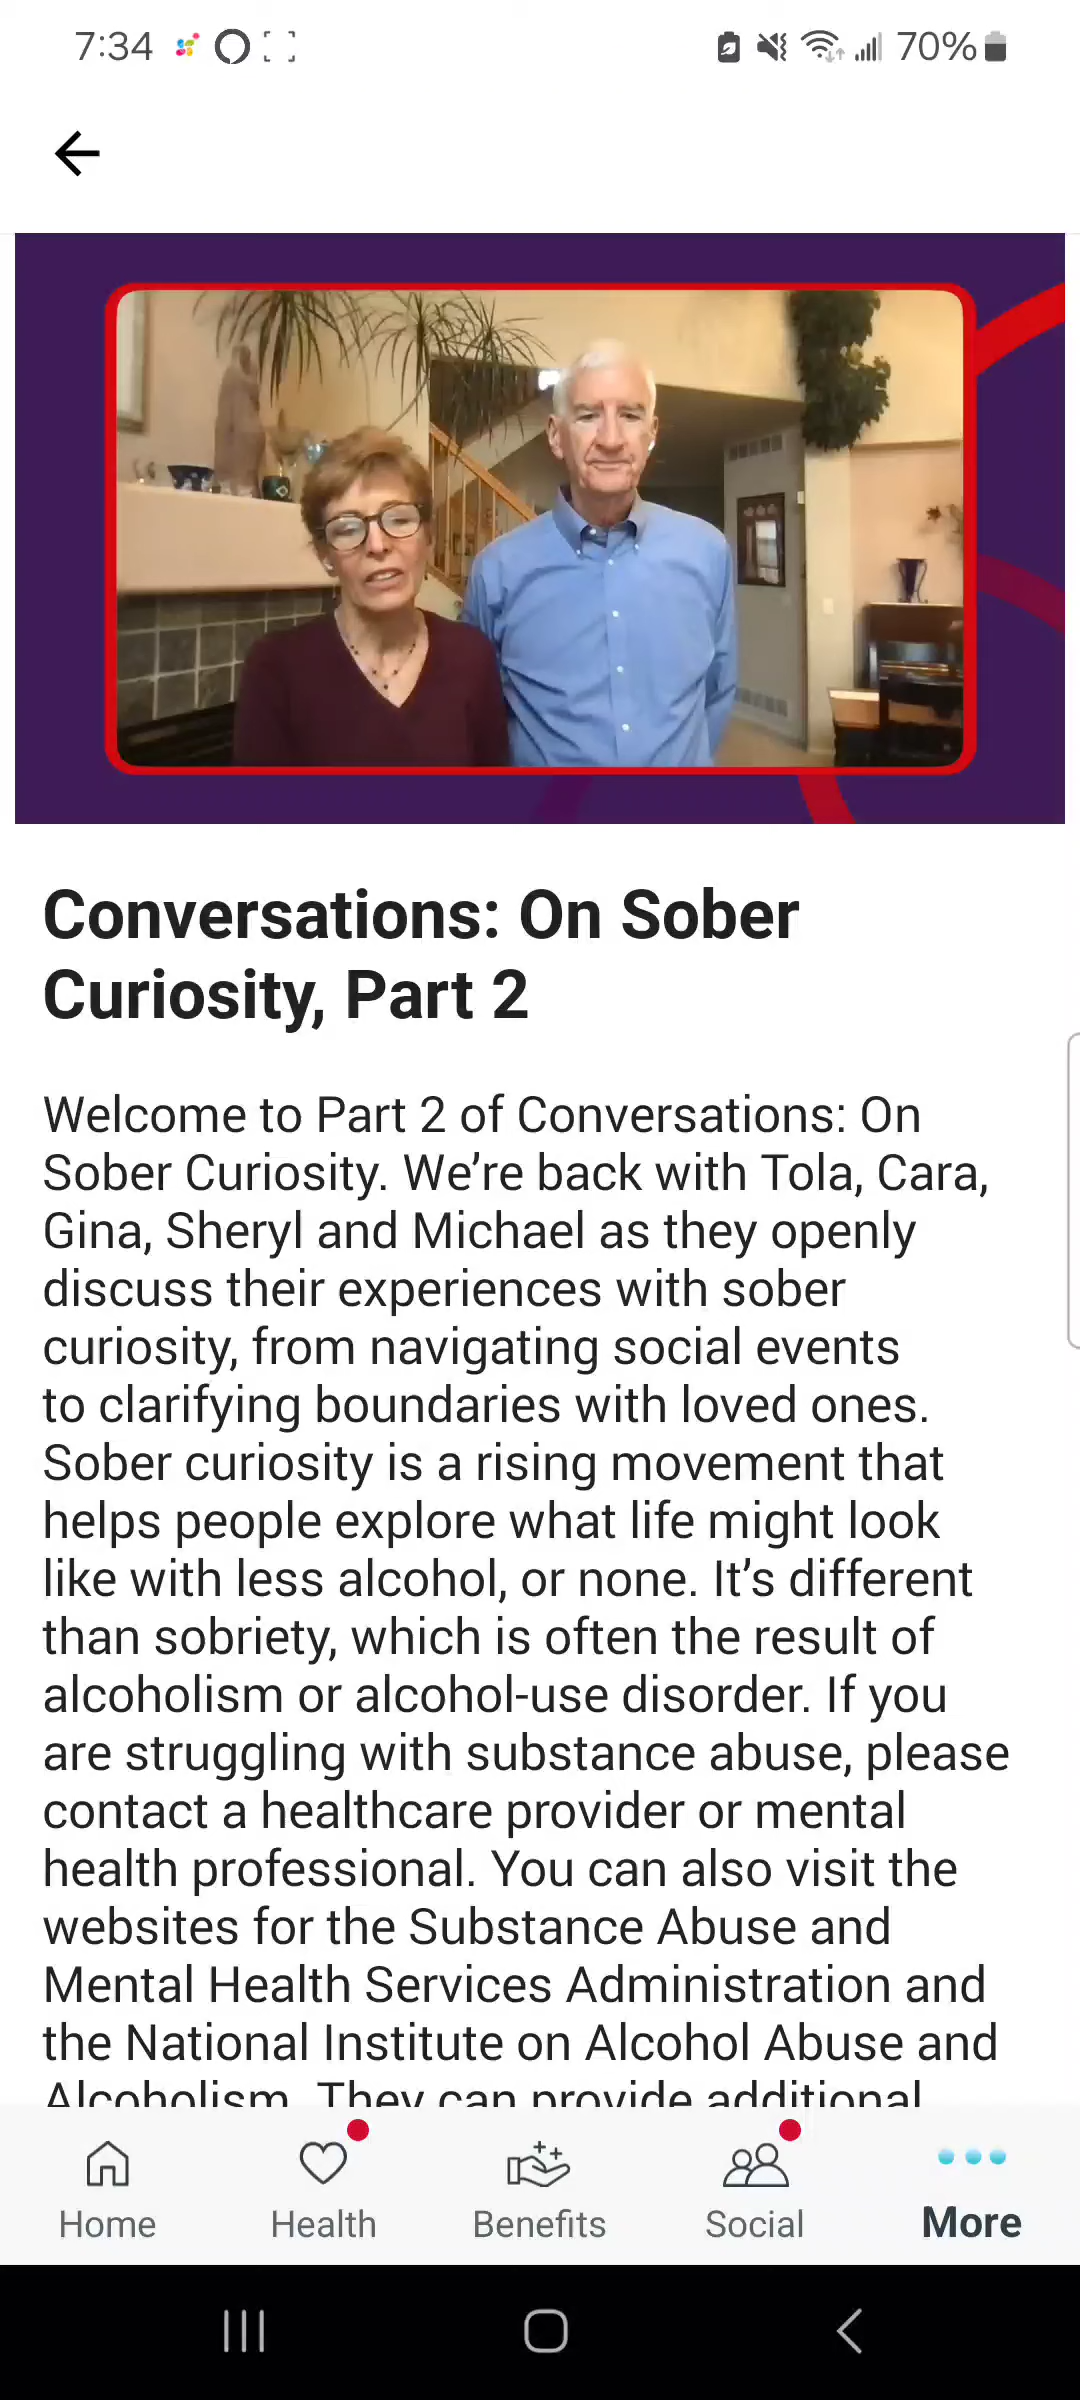 7:34
70%
Conversations: On Sober
Curiosity, Part 2
Welcome to Part 2 of Conversations: On
Sober Curiosity. We’re back with Tola, Cara,
Gina, Sheryl and Michael as they openly
discuss their experiences with sober
curiosity, from navigating social events
to clarifying boundaries with loved ones.
Sober curiosity is a rising movement that
helps people explore what life might look
like with less alcohol, or none. It’s different
than sobriety, which is often the result of
alcoholism or alcohol-use disorder. If you
are struggling with substance abuse, please
contact a healthcare provider or mental
health professional. You can also visit the
websites for the Substance Abuse and
Mental Health Services Administration and
the National Institute on Alcohol Abuse and
Alcoholism. They can provide additional
Home
Health
Benefits
Social
More